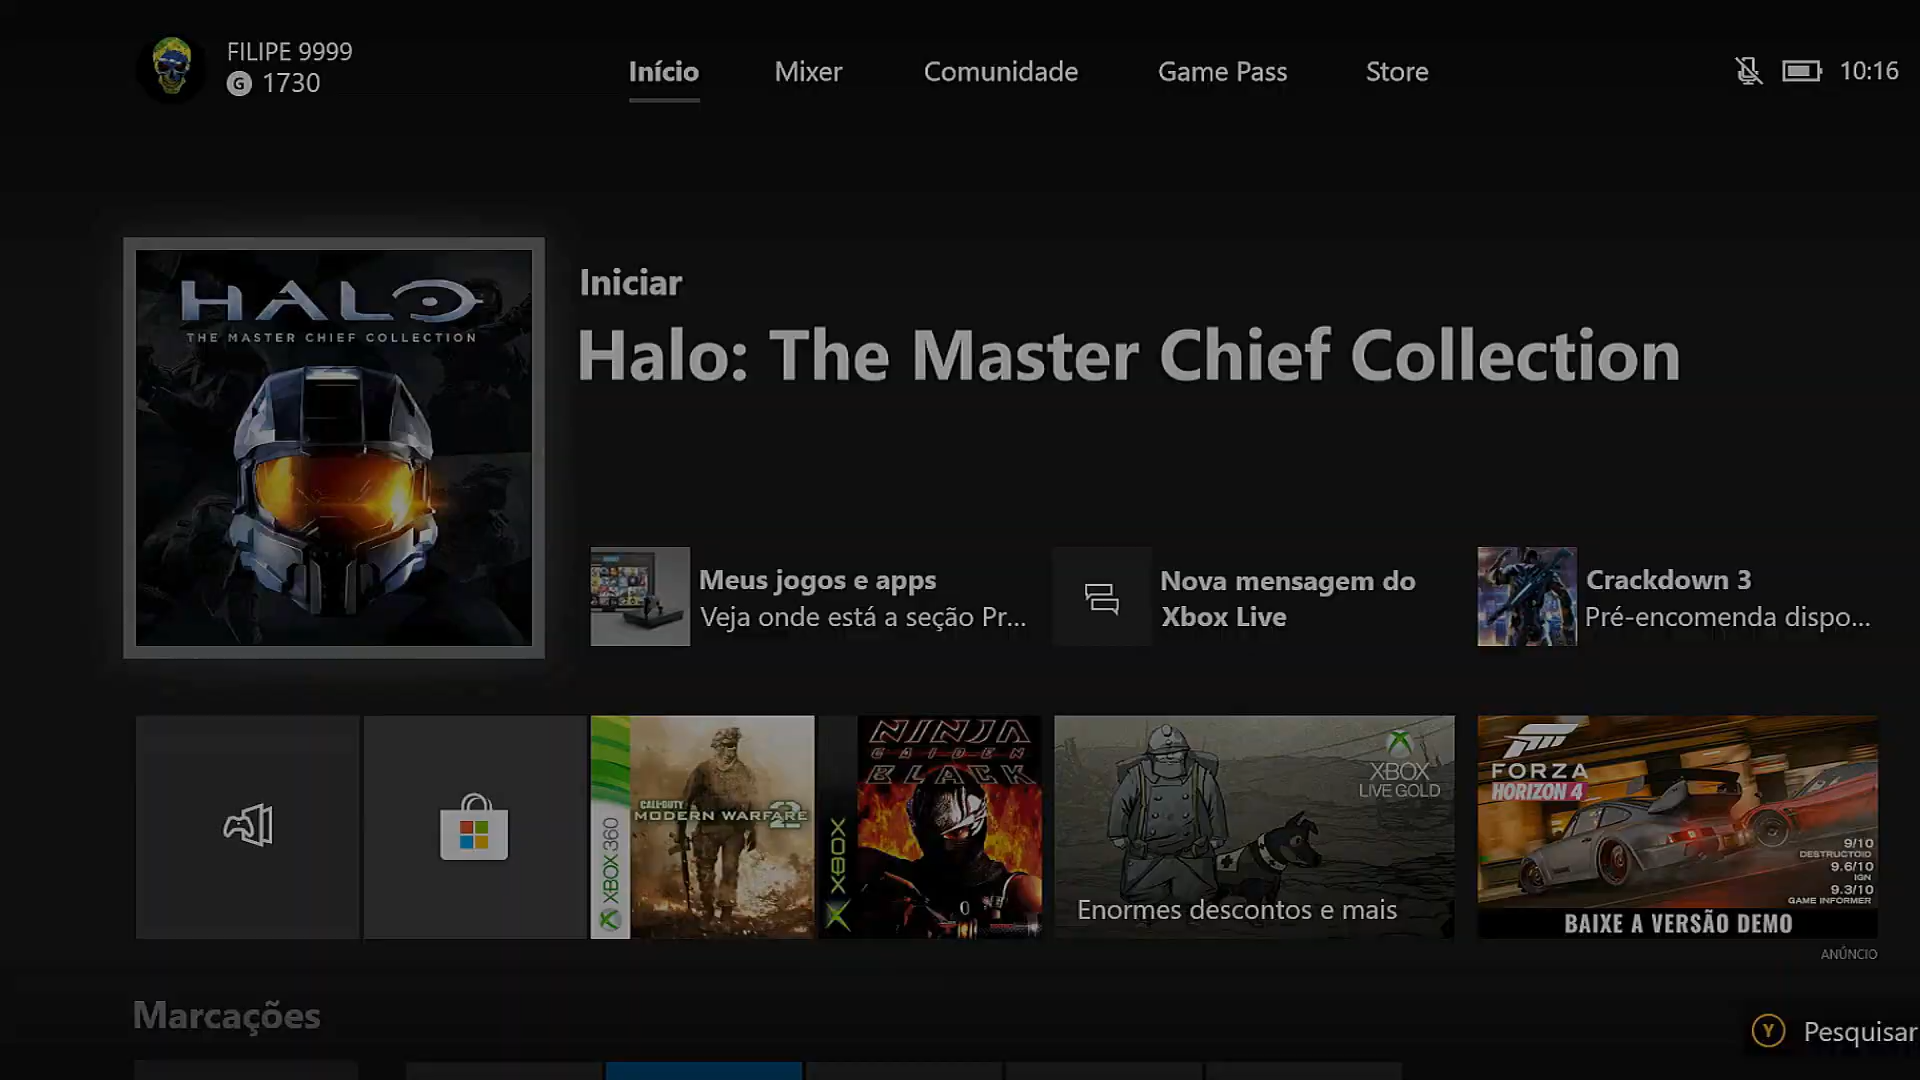 FILIPE 9999
G 1730
Início
Mixer
Comunidade
Game Pass
Store
10:16
HALO
THE MASTER CHIEF COLLECTION
Iniciar
Halo: The Master Chief Collection
Meus jogos e apps
Veja onde está a seção Pr...
Nova mensagem do
Xbox Live
Crackdown 3
Pré-encomenda dispo...
XBOX 360
CALL OF DUTY
MODERN WARFARE 2
XBOX
NINJA
GAIDEN
BLACK
XBOX
LIVE GOLD
Enormes descontos e mais
FORZA
HORIZON 4
9/10
DESTRUCTOID
9.6/10
IGN
9.3/10
GAME INFORMER
BAIXE A VERSÃO DEMO
ANÚNCIO
Marcações
Y Pesquisar